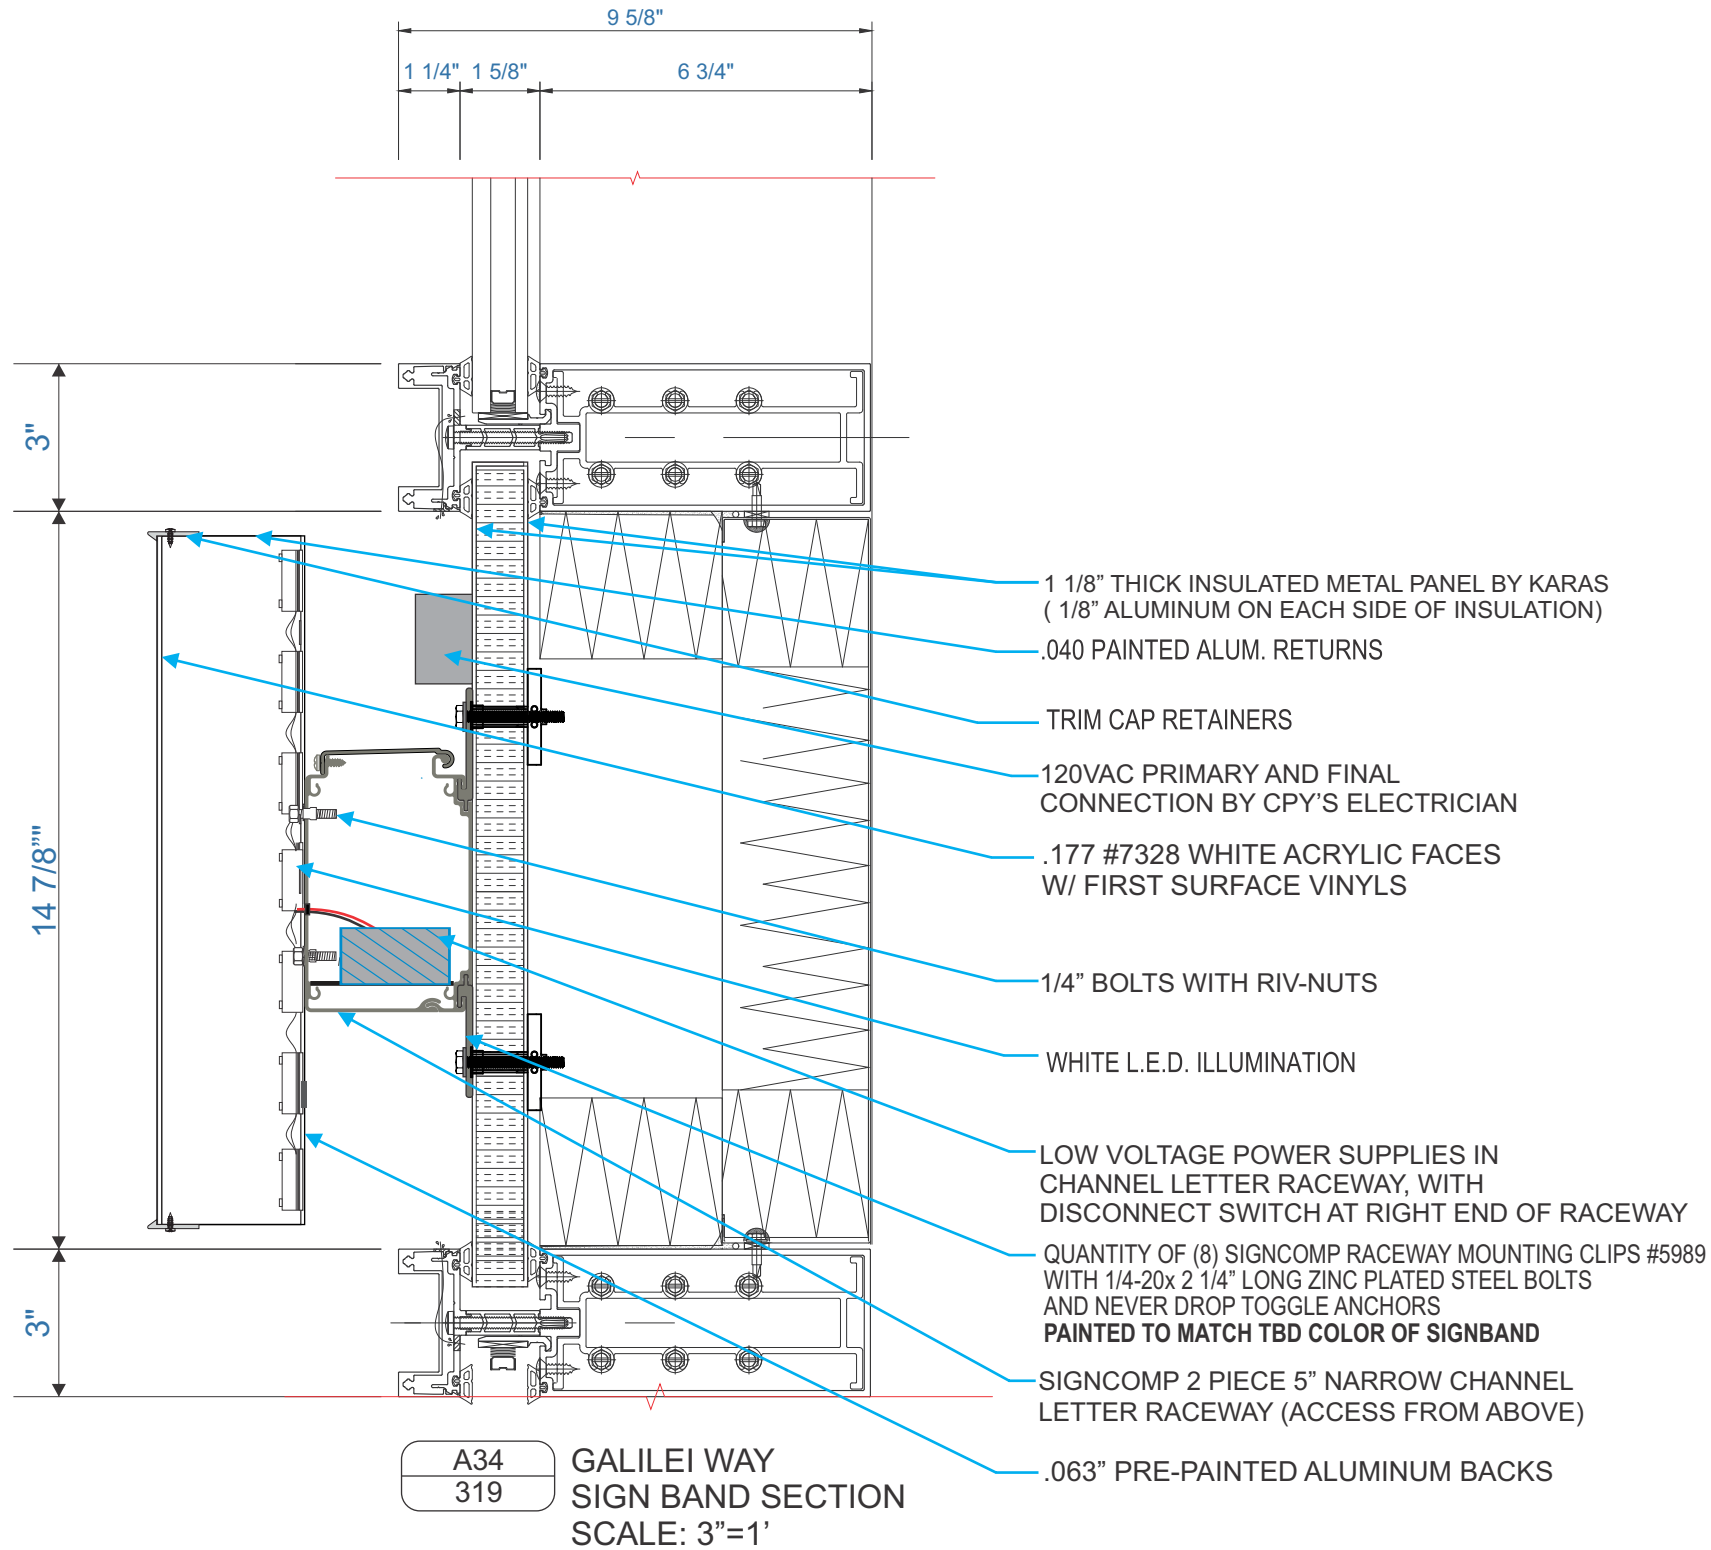 9 5/8"
1 1/4" 1 5/8" 6 3/4"
3"
14 7/8""
3"
1 1/8” THICK INSULATED METAL PANEL BY KARAS
( 1/8” ALUMINUM ON EACH SIDE OF INSULATION)
.040 PAINTED ALUM. RETURNS
TRIM CAP RETAINERS
120VAC PRIMARY AND FINAL
CONNECTION BY CPY'S ELECTRICIAN
.177 #7328 WHITE ACRYLIC FACES
W/ FIRST SURFACE VINYLS
1/4” BOLTS WITH RIV-NUTS
WHITE L.E.D. ILLUMINATION
LOW VOLTAGE POWER SUPPLIES IN
CHANNEL LETTER RACEWAY, WITH
DISCONNECT SWITCH AT RIGHT END OF RACEWAY
QUANTITY OF (8) SIGNCOMP RACEWAY MOUNTING CLIPS #5989
WITH 1/4-20x 2 1/4” LONG ZINC PLATED STEEL BOLTS
AND NEVER DROP TOGGLE ANCHORS
PAINTED TO MATCH TBD COLOR OF SIGNBAND
SIGNCOMP 2 PIECE 5” NARROW CHANNEL
LETTER RACEWAY (ACCESS FROM ABOVE)
.063” PRE-PAINTED ALUMINUM BACKS
A34
319
GALILEI WAY
SIGN BAND SECTION
SCALE: 3”=1’